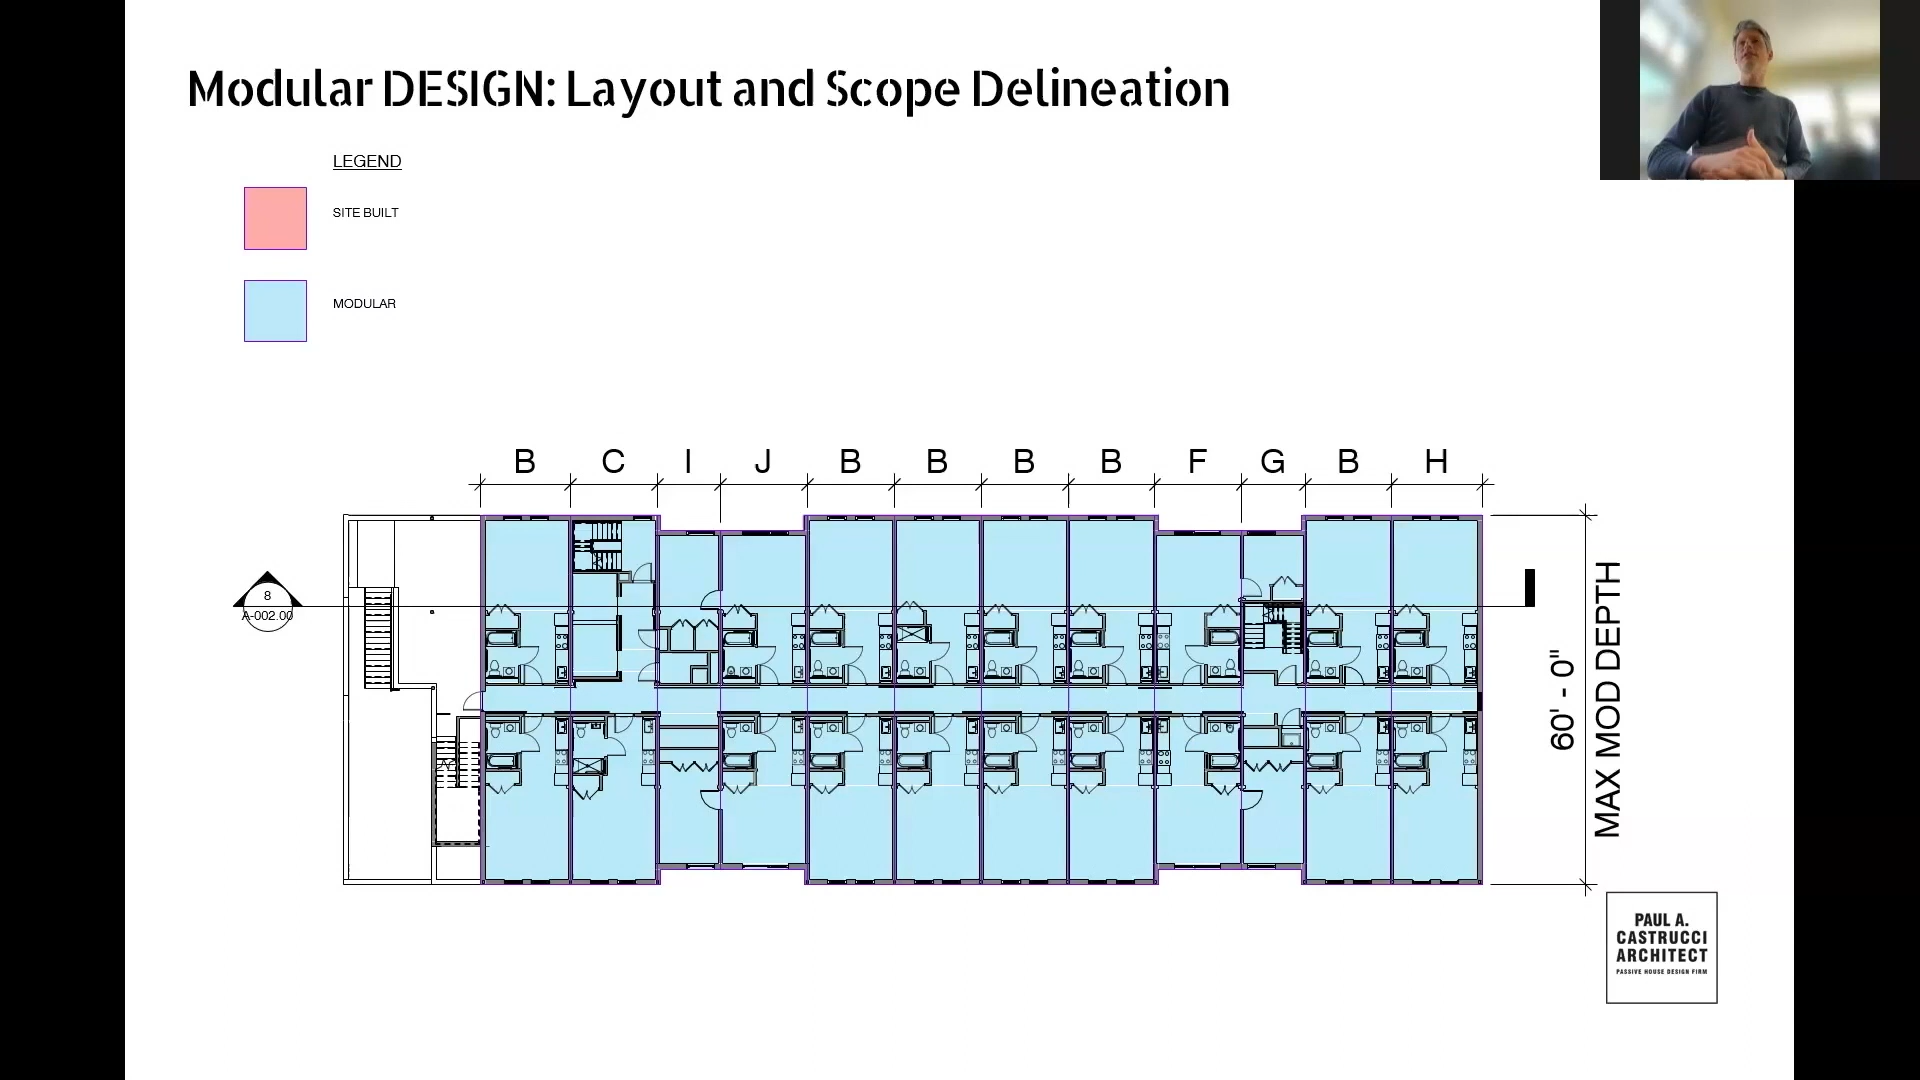 Modular DESIGN: Layout and Scope Delineation
LEGEND
SITE BUILT
MODULAR
B C I J B B B B F G B H
8
A-002.00
60' - 0"
MAX MOD DEPTH
PAUL A.
CASTRUCCI
ARCHITECT
PASSIVE HOUSE DESIGN FIRM